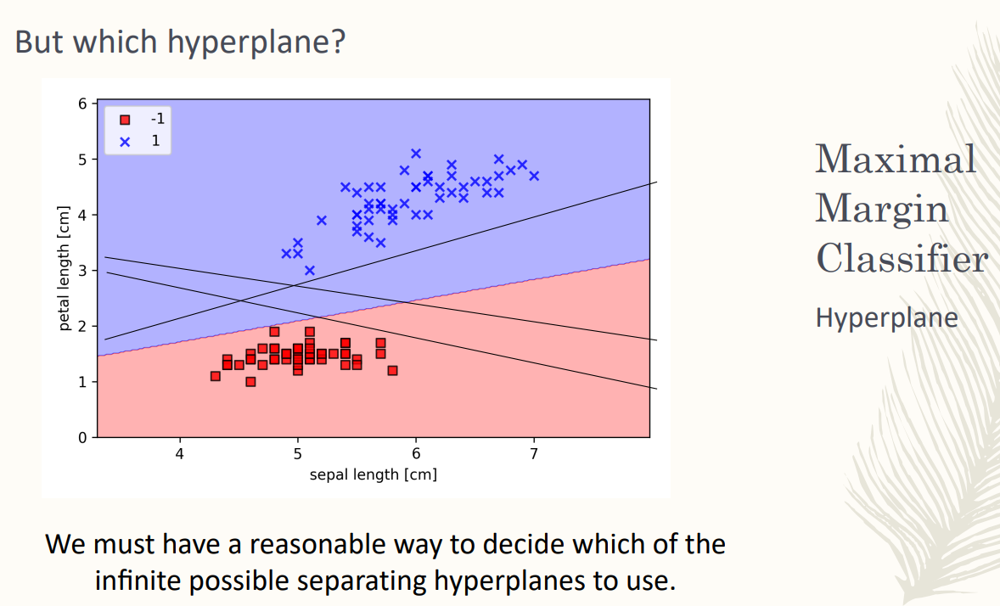 But which hyperplane?
6
5
4
3
2
1
0
petal length [cm]
-1
1
4
5
6
7
sepal length [cm]
Maximal
Margin
Classifier
Hyperplane
We must have a reasonable way to decide which of the
infinite possible separating hyperplanes to use.